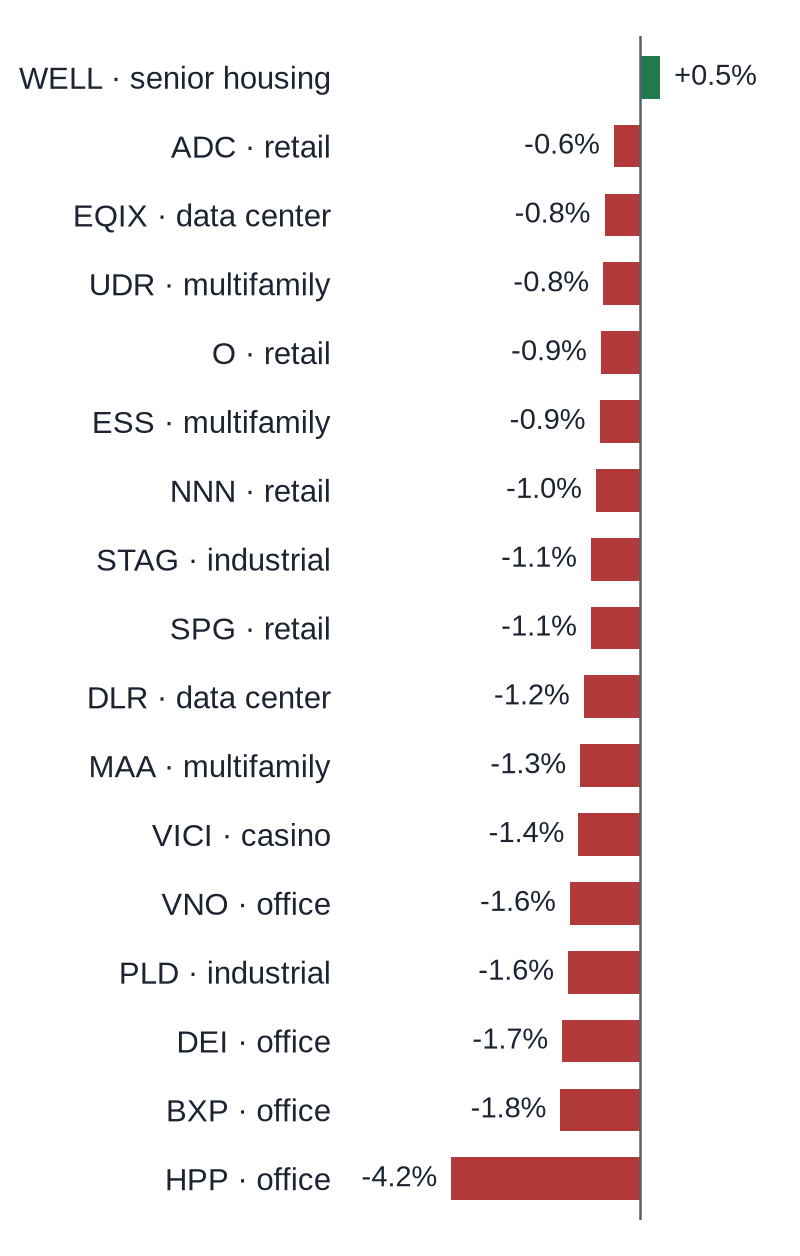 WELL · senior housing +0.5%
ADC · retail -0.6%
EQIX · data center -0.8%
UDR · multifamily -0.8%
O · retail -0.9%
ESS · multifamily -0.9%
NNN · retail -1.0%
STAG · industrial -1.1%
SPG · retail -1.1%
DLR · data center -1.2%
MAA · multifamily -1.3%
VICI · casino -1.4%
VNO · office -1.6%
PLD · industrial -1.6%
DEI · office -1.7%
BXP · office -1.8%
HPP · office -4.2%